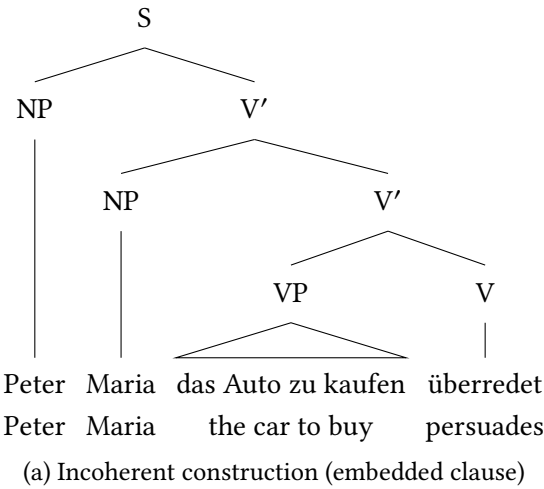 S
NP V′
NP V′
VP V
Peter Maria das Auto zu kaufen überredet
Peter Maria the car to buy persuades
(a) Incoherent construction (embedded clause)